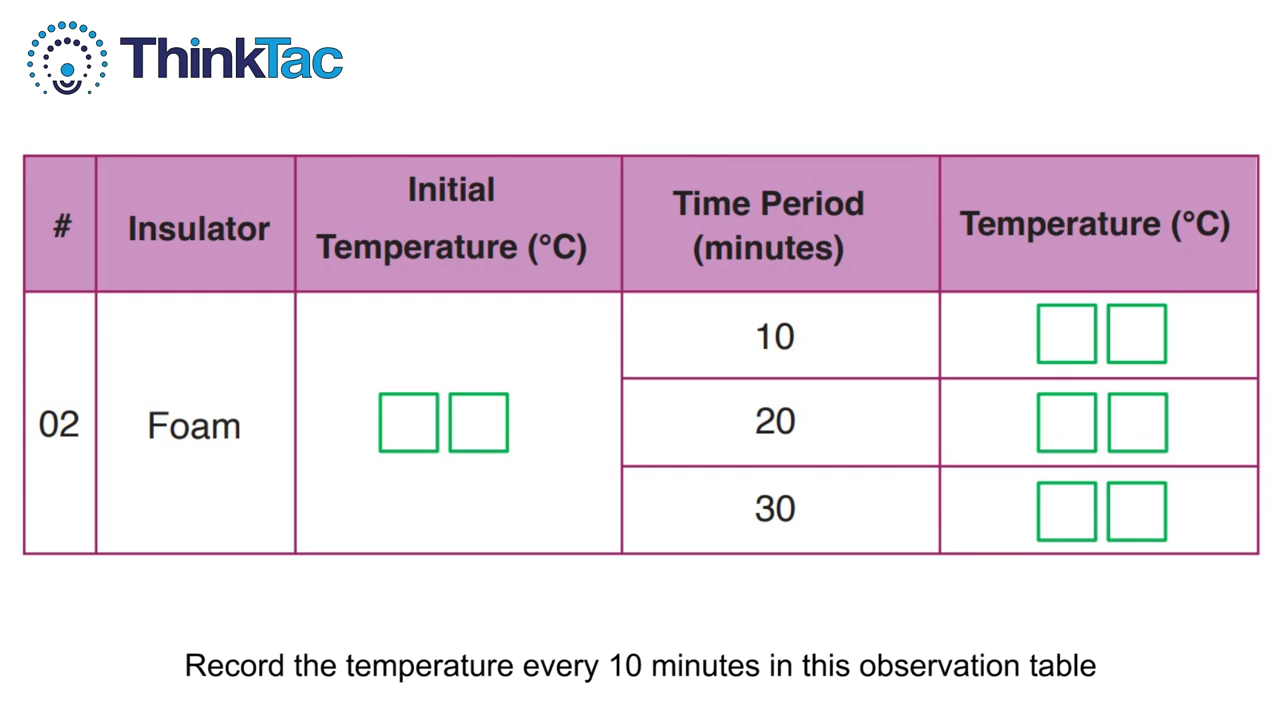 ThinkTac
#
Insulator
Initial
Temperature (°C)
Time Period
(minutes)
Temperature (°C)
02
Foam
10
20
30
Record the temperature every 10 minutes in this observation table